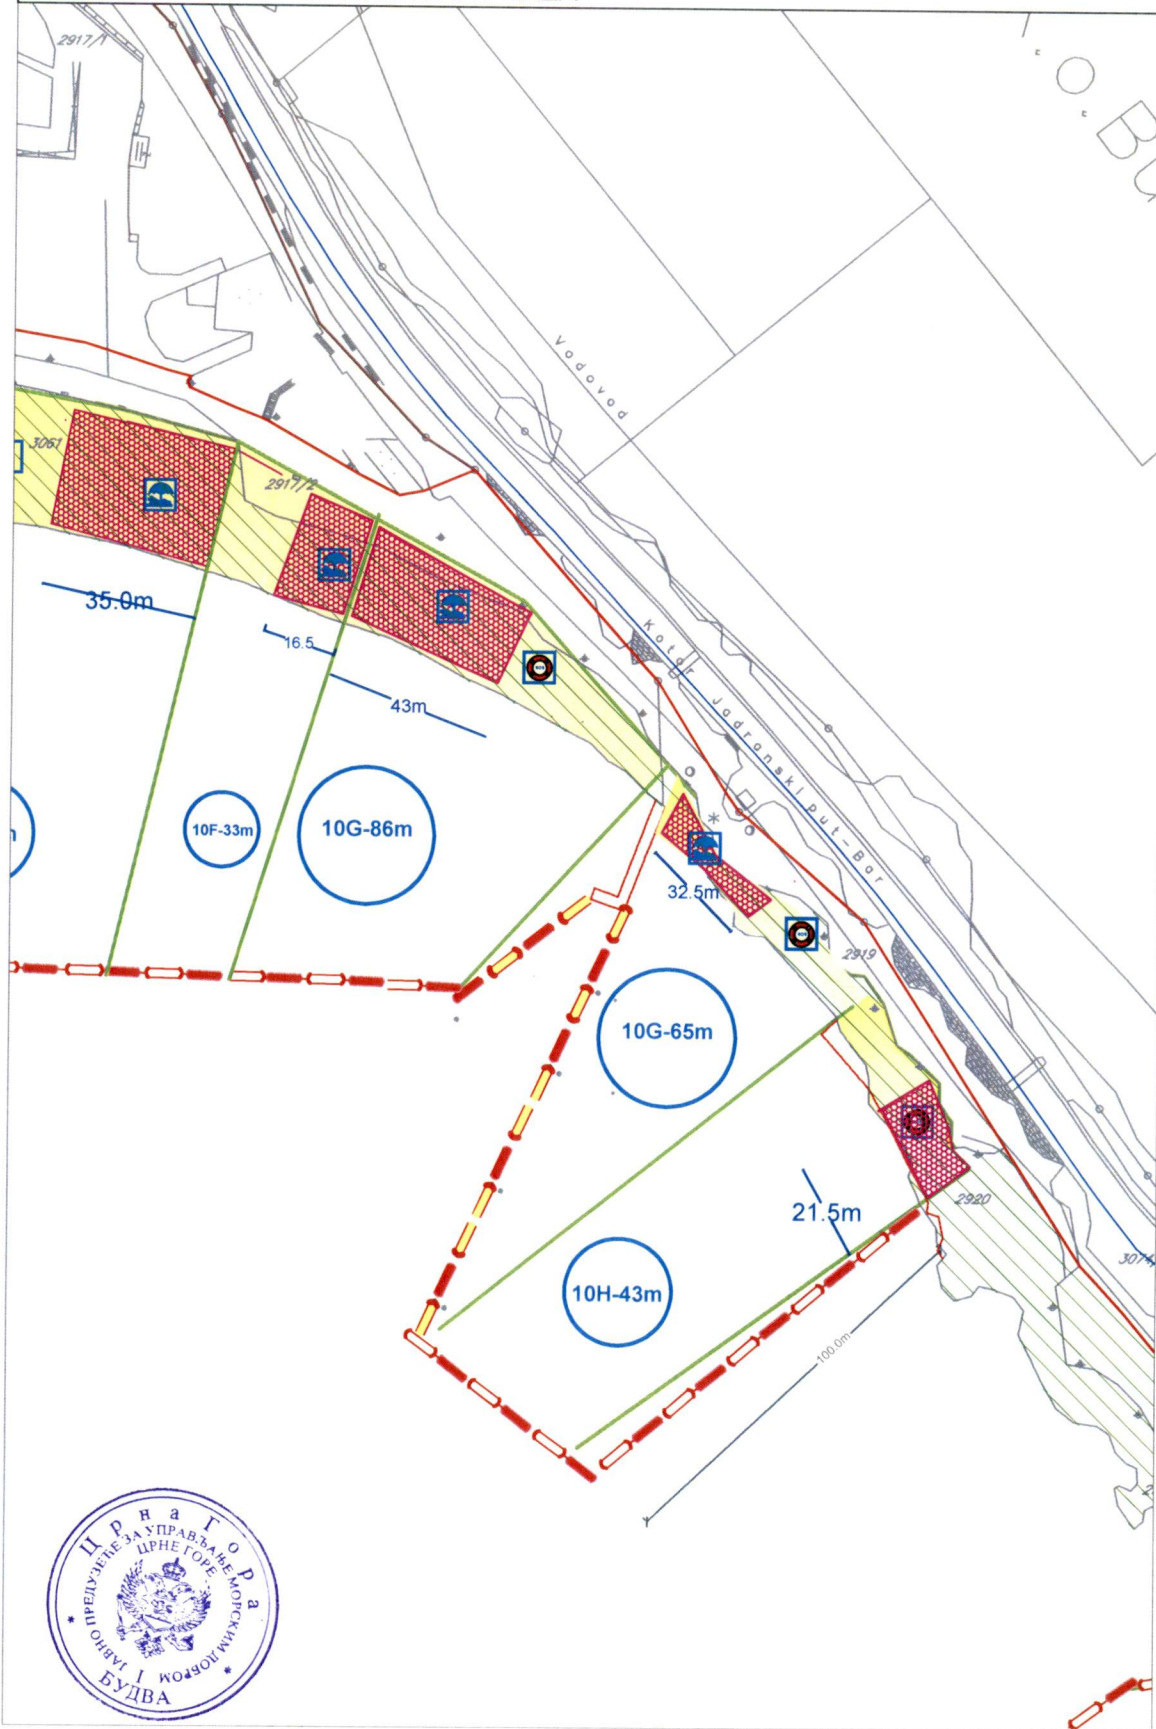 2917/1
O. BU
Vodovod
3061
2917/2
35.0m
16.5
43m
Kotor Jadranski put-Bar
10F-33m
10G-86m
32.5m
2919
10G-65m
21.5m
2920
3074/
10H-43m
100.0m
Црна Гора
ЈАВНО ПРЕДУЗЕЋЕ ЗА УПРАВЉАЊЕ МОРСКИМ ДОБРОМ
ЦРНЕ ГОРЕ
I
БУДВА